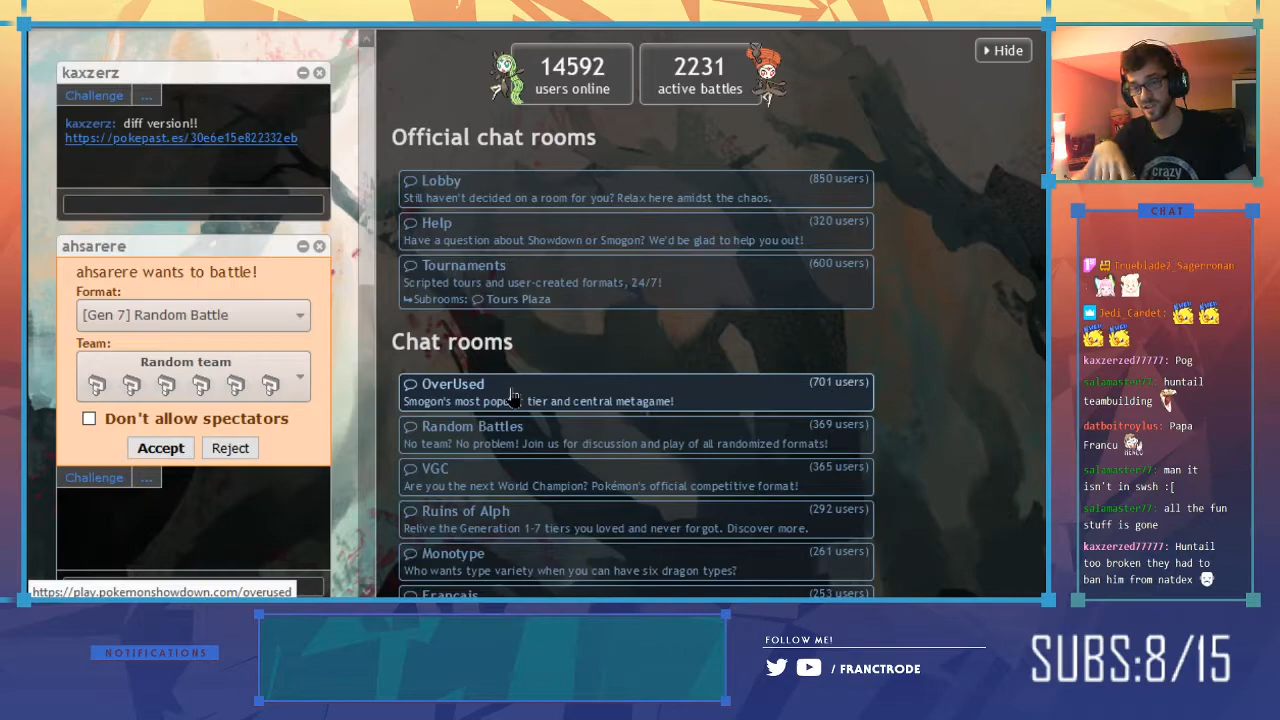 kaxzerz
Challenge ...
kaxzerz: diff version!!
https://pokepast.es/30e6e15e822332eb
ahsarere
ahsarere wants to battle!
Format:
[Gen 7] Random Battle
Team:
Random team
Don't allow spectators
Accept Reject
Challenge ...
https://play.pokemonshowdown.com/overused
14592
users online
2231
active battles
Hide
Official chat rooms
Lobby (850 users)
Still haven't decided on a room for you? Relax here amidst the chaos.
Help (320 users)
Have a question about Showdown or Smogon? We'd be glad to help you out!
Tournaments (600 users)
Scripted tours and user-created formats, 24/7!
↳Subrooms: Tours Plaza
Chat rooms
OverUsed (701 users)
Smogon's most tier and central metagame!
Random Battles (369 users)
No team? No problem! Join us for discussion and play of all randomized formats!
VGC (365 users)
Are you the next World Champion? Pokémon's official competitive format!
Ruins of Alph (292 users)
Relive the Generation 1-7 tiers you loved and never forgot. Discover more.
Monotype (261 users)
Who wants type variety when you can have six dragon types?
Français (253 users)
crazy
CHAT
Trueblade2_Sagerronan
Jedi_Cardet:
kaxzerzed77777: Pog
salamaster77: huntail
teambuilding
datboitroylus: Papa
Francu
salamaster77: man it
isn't in swsh :[
salamaster77: all the fun
stuff is gone
kaxzerzed77777: Huntail
too broken they had to
ban him from natdex
NOTIFICATIONS
FOLLOW ME!
/ FRANCTRODE
SUBS:8/15